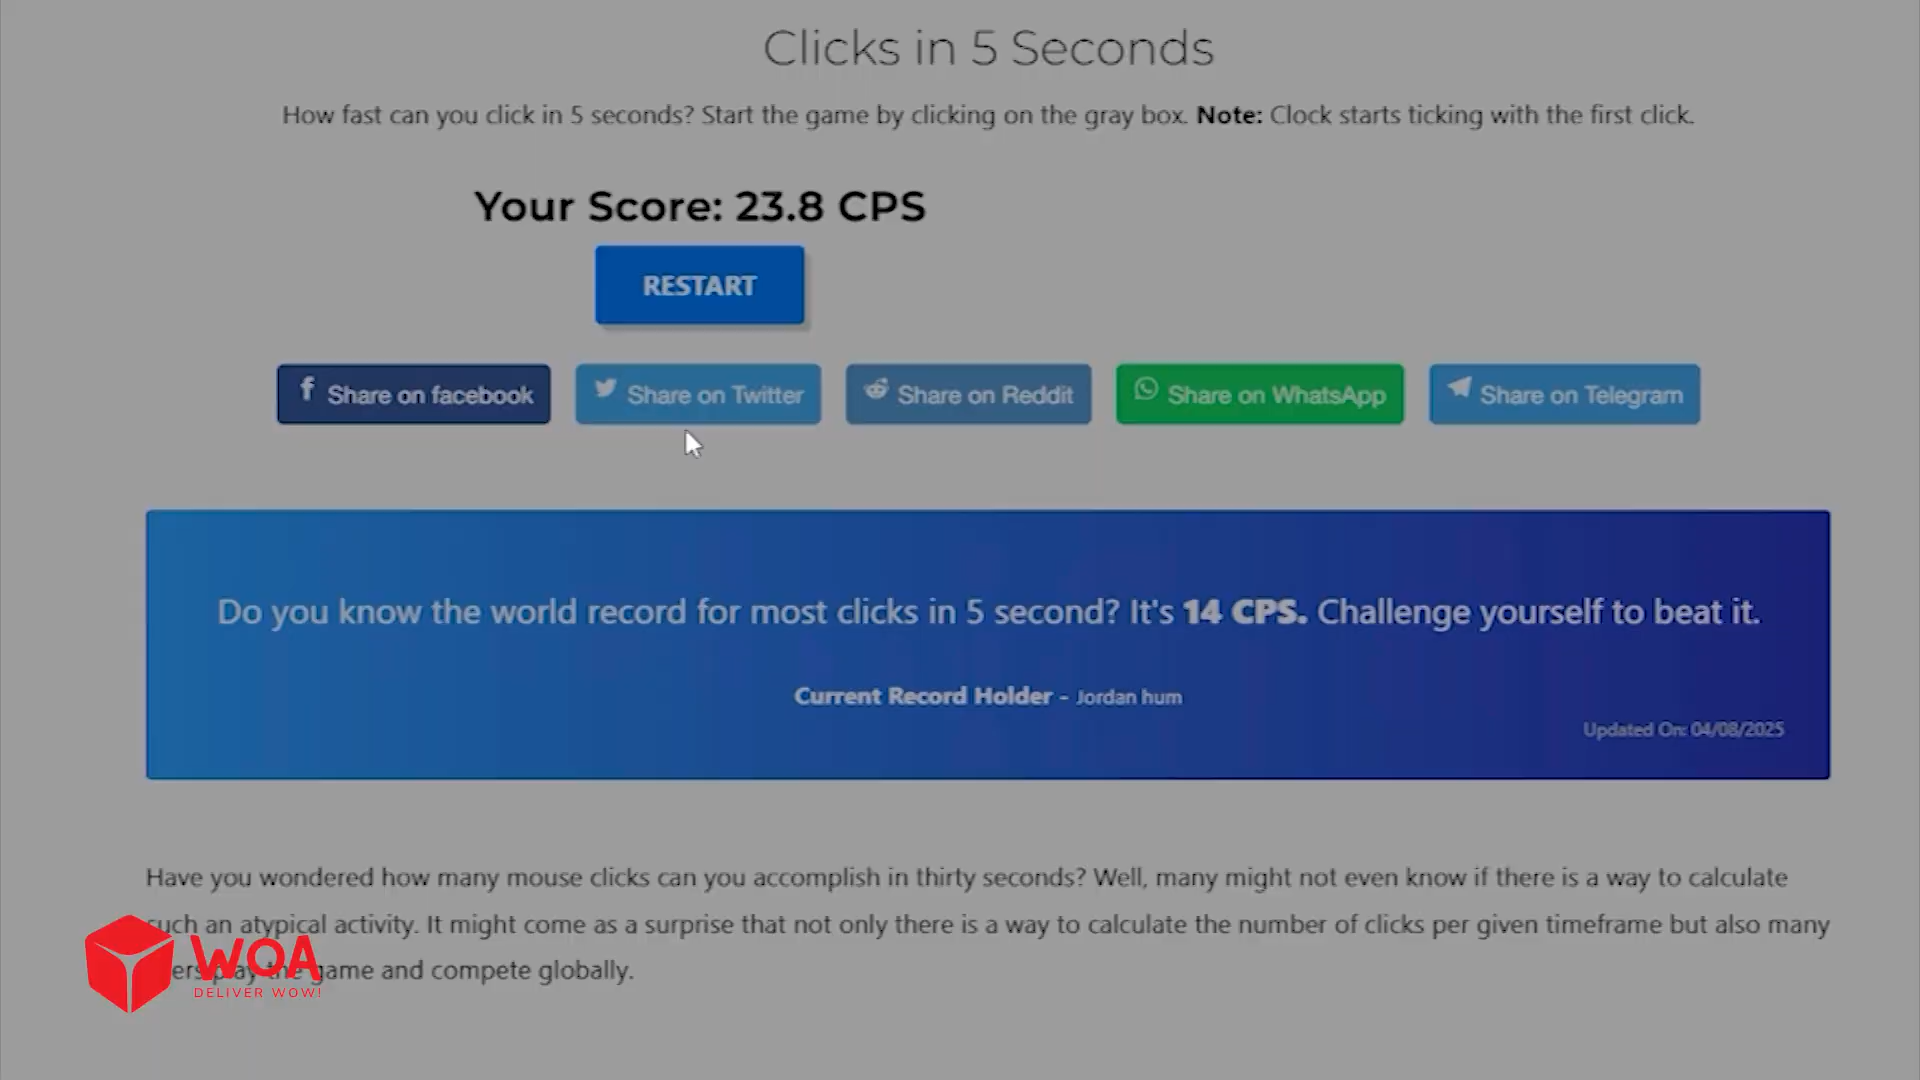 Clicks in 5 Seconds
How fast can you click in 5 seconds? Start the game by clicking on the gray box. Note: Clock starts ticking with the first click.
Your Score: 23.8 CPS
RESTART
Share on facebook
Share on Twitter
Share on Reddit
Share on WhatsApp
Share on Telegram
Do you know the world record for most clicks in 5 second? It's 14 CPS. Challenge yourself to beat it.
Current Record Holder - Jordan hum
Updated On: 04/08/2025
Have you wondered how many mouse clicks can you accomplish in thirty seconds? Well, many might not even know if there is a way to calculate
such an atypical activity. It might come as a surprise that not only there is a way to calculate the number of clicks per given timeframe but also many
play the game and compete globally.
WOA
DELIVER WOW!